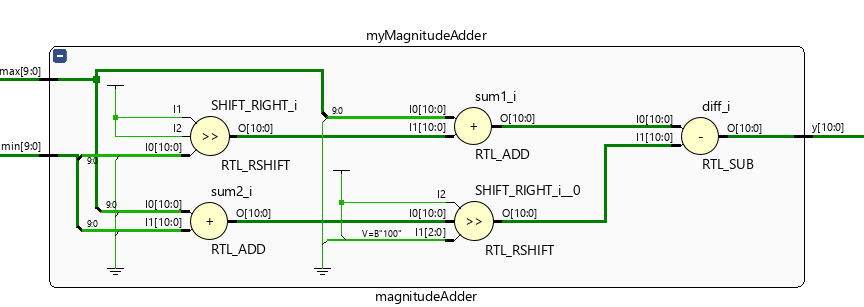 myMagnitudeAdder
max[9:0]
min[9:0]
SHIFT_RIGHT_i
I1
I2
I0[10:0]
>>
O[10:0]
RTL_RSHIFT
9:0
sum2_i
9:0
I0[10:0]
9:0
I1[10:0]
+
O[10:0]
RTL_ADD
sum1_i
9:0
I0[10:0]
I1[10:0]
+
O[10:0]
RTL_ADD
SHIFT_RIGHT_i__0
I2
I0[10:0]
V=B"100"
I1[2:0]
>>
O[10:0]
RTL_RSHIFT
diff_i
I0[10:0]
I1[10:0]
-
O[10:0]
RTL_SUB
y[10:0]
magnitudeAdder